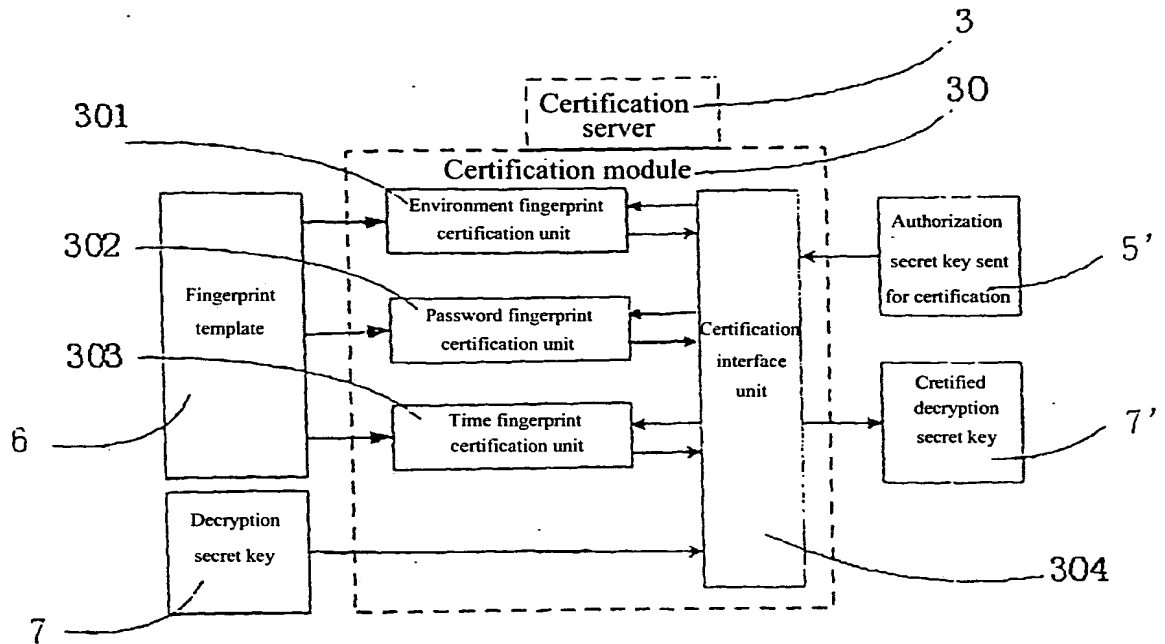 3
Certification
server
30
301
Certification module
Environment fingerprint
certification unit
302
Authorization
secret key sent
for certification
5'
Fingerprint
template
Password fingerprint
certification unit
Certification
interface
unit
303
Cretified
decryption
secret key
7'
6
Time fingerprint
certification unit
Decryption
secret key
304
7